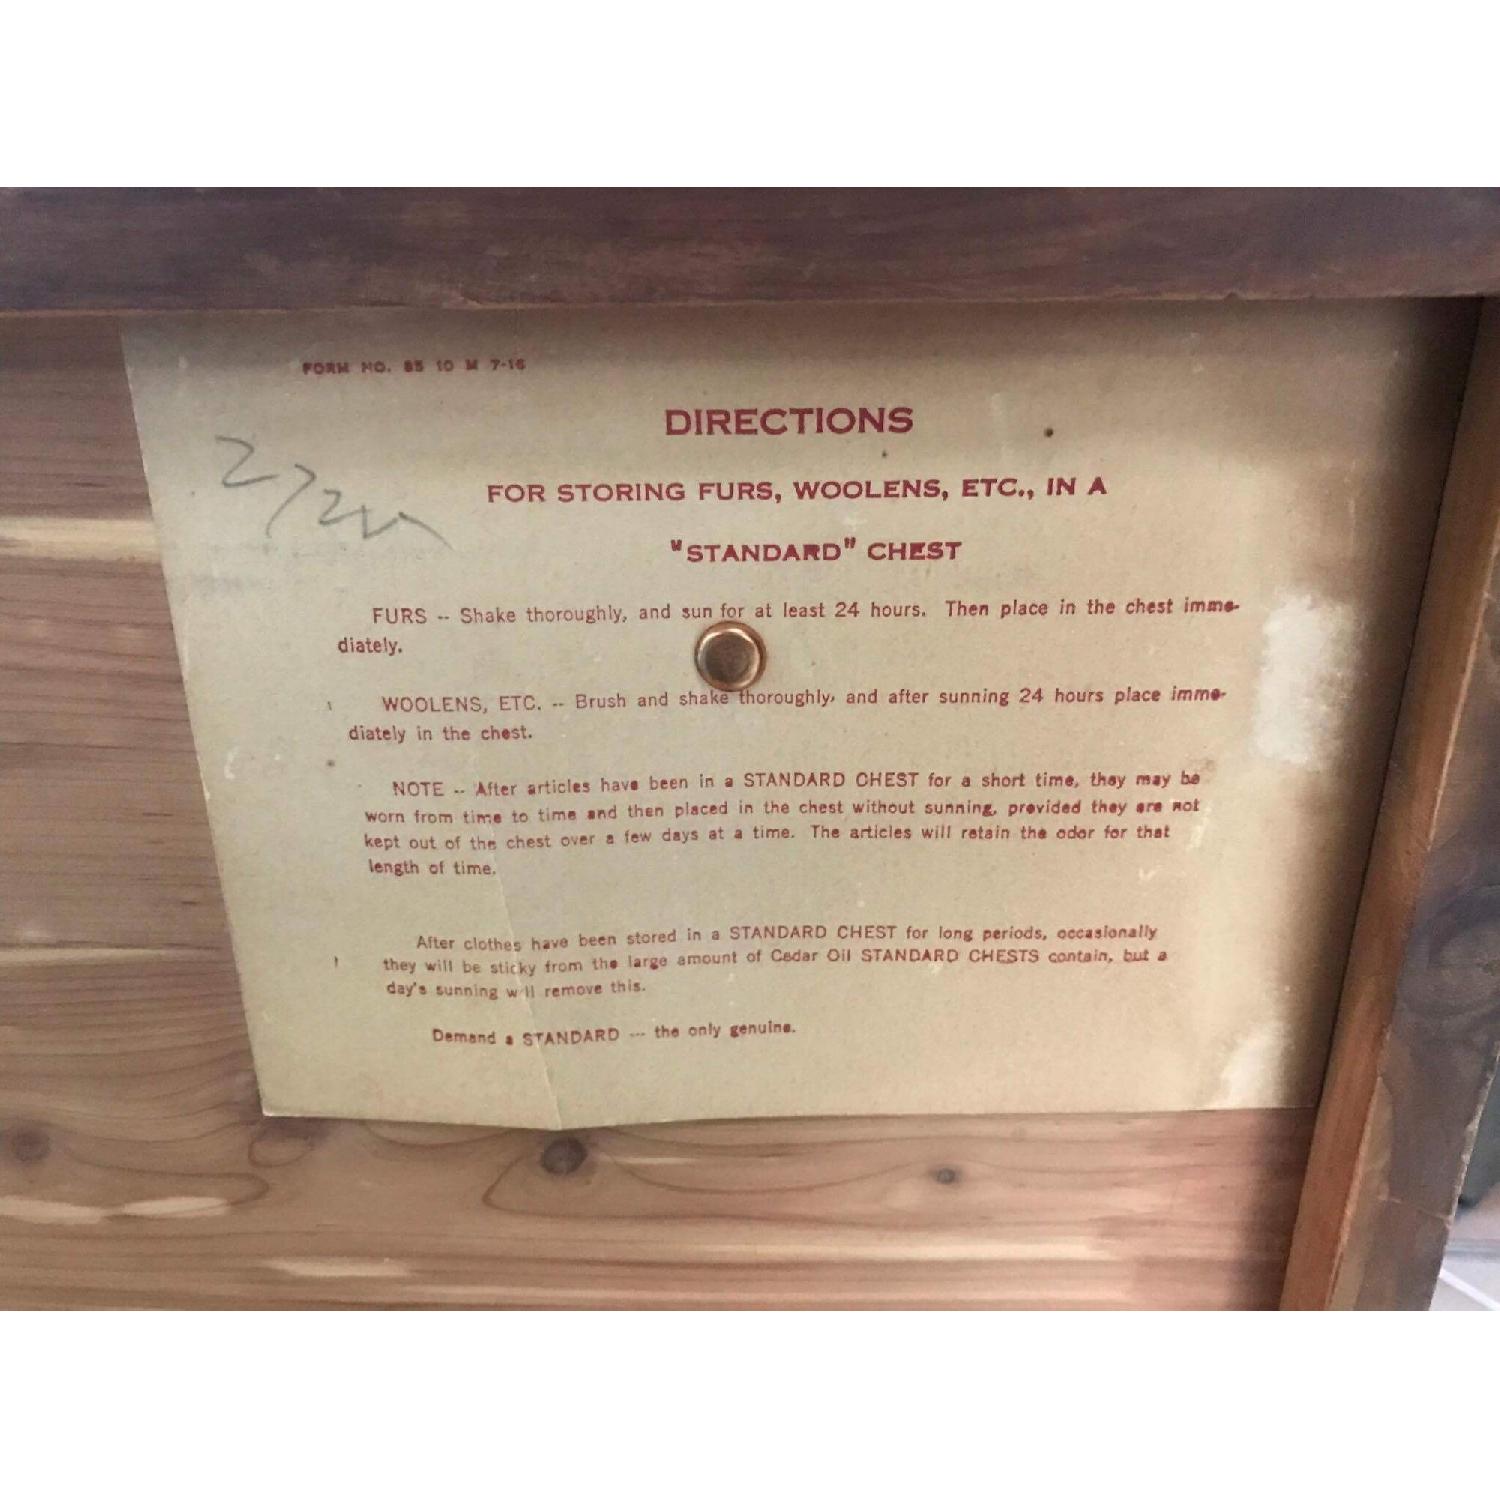 FORM NO. 85 10 M 7-16
DIRECTIONS
FOR STORING FURS, WOOLENS, ETC., IN A
"STANDARD" CHEST
FURS -- Shake thoroughly, and sun for at least 24 hours. Then place in the chest imme-
diately.
WOOLENS, ETC. -- Brush and shake thoroughly, and after sunning 24 hours place imme-
diately in the chest.
NOTE -- After articles have been in a STANDARD CHEST for a short time, they may be
worn from time to time and then placed in the chest without sunning, provided they are not
kept out of the chest over a few days at a time. The articles will retain the odor for that
length of time.
After clothes have been stored in a STANDARD CHEST for long periods, occasionally
they will be sticky from the large amount of Cedar Oil STANDARD CHESTS contain, but a
day's sunning will remove this.
Demand a STANDARD --- the only genuine.